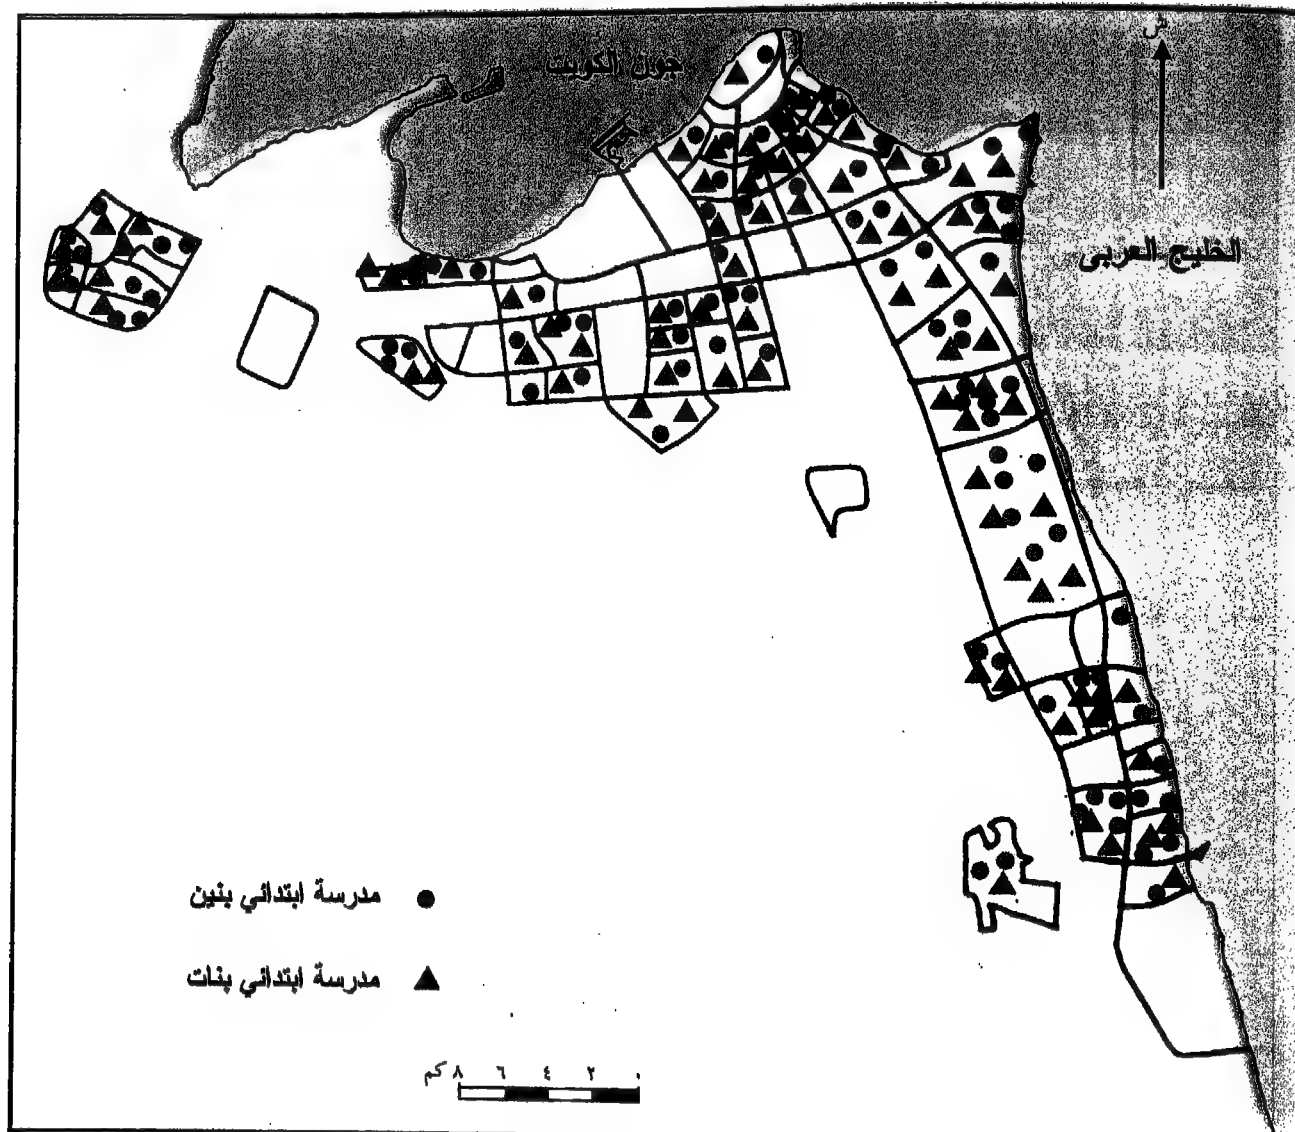 ش
جون الكويت
الخليج العربي
مدرسة ابتدائي بنين
مدرسة ابتدائي بنات
٠ ٢ ٤ ٦ ٨ كم